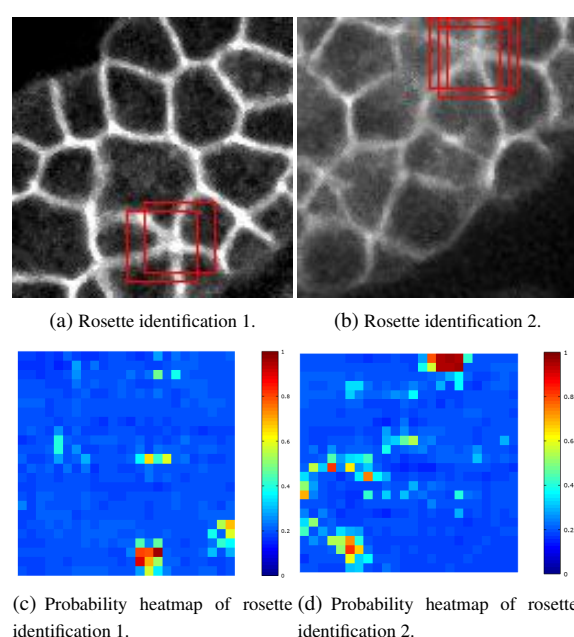 (a) Rosette identification 1.
(b) Rosette identification 2.
1
0.8
0.6
0.4
0.2
0
1
0.8
0.6
0.4
0.2
0
(c) Probability heatmap of rosette
identification 1.
(d) Probability heatmap of rosette
identification 2.